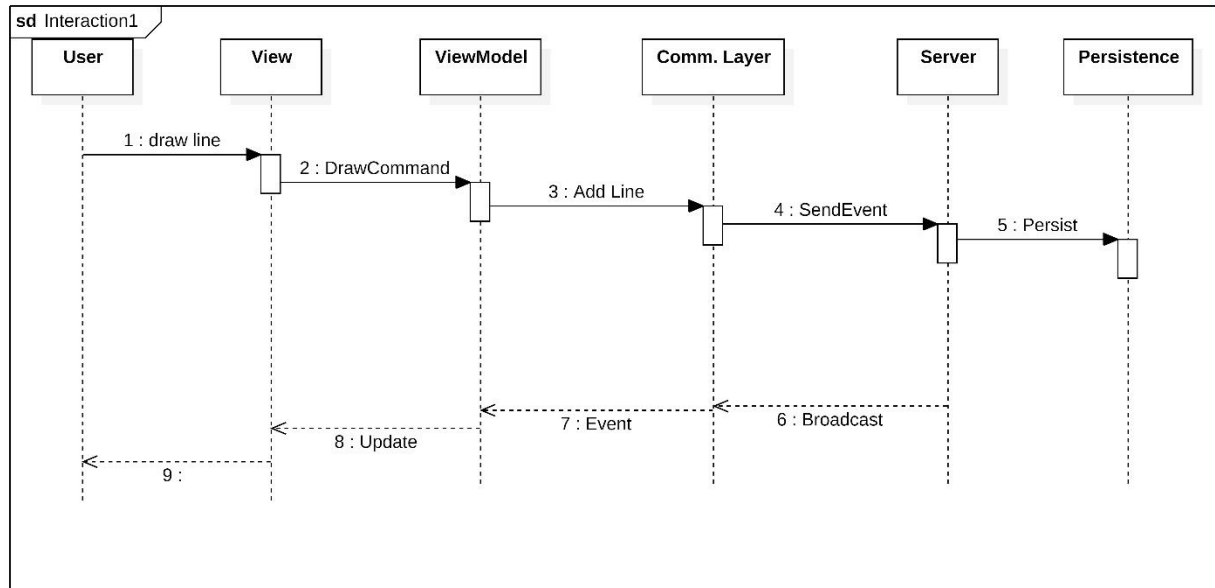 sd Interaction1
User
View
ViewModel
Comm. Layer
Server
Persistence
1 : draw line
2 : DrawCommand
3 : Add Line
4 : SendEvent
5 : Persist
6 : Broadcast
7 : Event
8 : Update
9 :